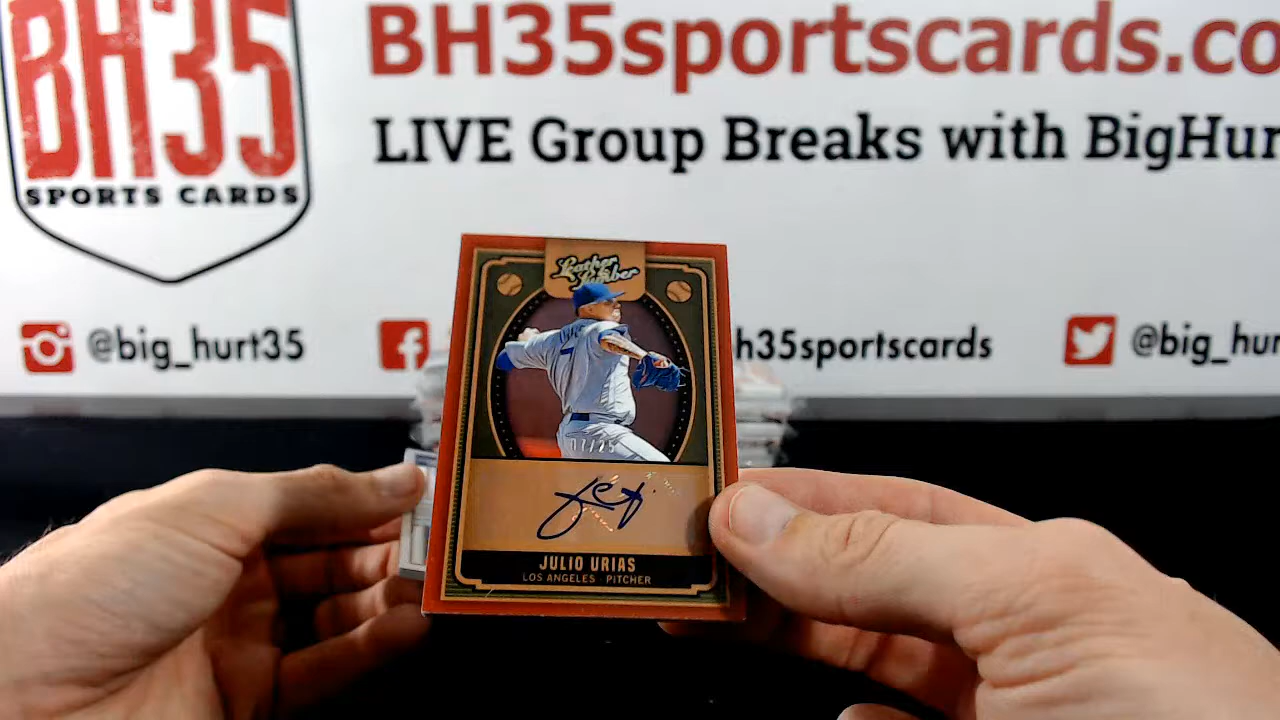 BH35
SPORTS CARDS
BH35sportscards.co
LIVE Group Breaks with BigHur
@big_hurt35
h35sportscards
@big_hur
Leather
& Lumber
7
JULIO URIAS
LOS ANGELES PITCHER